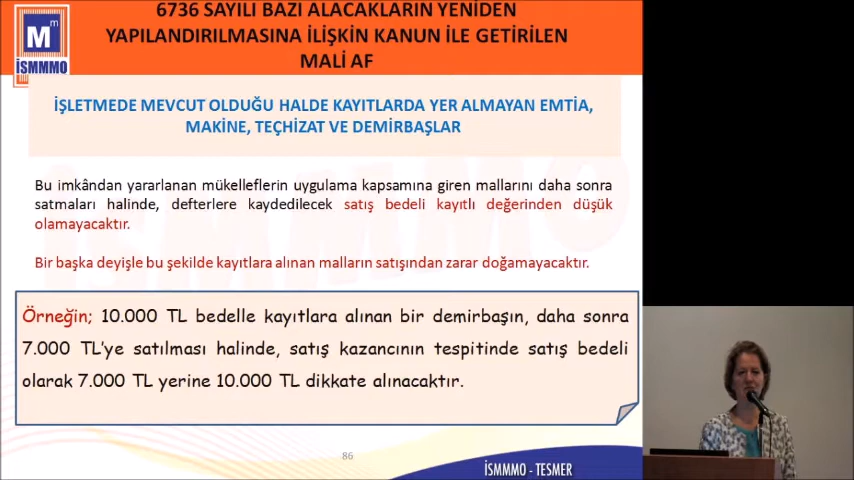 6736 SAYILI BAZI ALACAKLARIN YENİDEN
YAPILANDIRILMASINA İLİŞKİN KANUN İLE GETİRİLEN
MALİ AF
Mm
İSMMMO
İŞLETMEDE MEVCUT OLDUĞU HALDE KAYITLARDA YER ALMAYAN EMTİA,
MAKİNE, TEÇHİZAT VE DEMİRBAŞLAR
Bu imkândan yararlanan mükelleflerin uygulama kapsamına giren mallarını daha sonra
satmaları halinde, defterlere kaydedilecek satış bedeli kayıtlı değerinden düşük
olamayacaktır.
Bir başka deyişle bu şekilde kayıtlara alınan malların satışından zarar doğamayacaktır.
Örneğin; 10.000 TL bedelle kayıtlara alınan bir demirbaşın, daha sonra
7.000 TL'ye satılması halinde, satış kazancının tespitinde satış bedeli
olarak 7.000 TL yerine 10.000 TL dikkate alınacaktır.
86
İSMMMO - TESMER